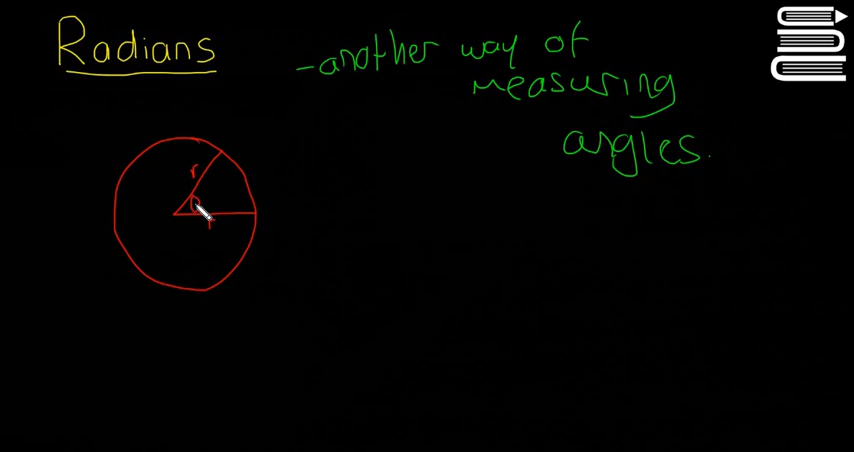 Radians
-another way of
measuring
angles.
r
r